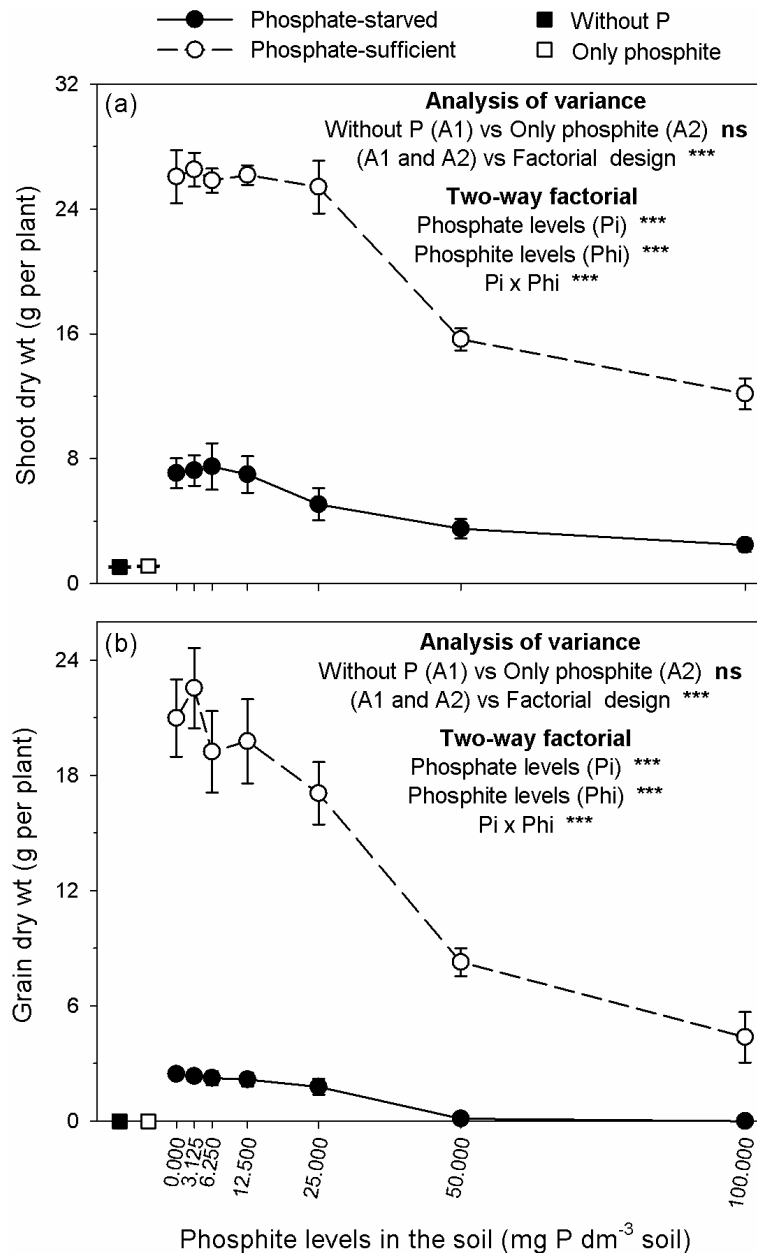 Phosphate-starved
Without P
Phosphate-sufficient
Only phosphite
(a)
Analysis of variance
Without P (A1) vs Only phosphite (A2) ns
(A1 and A2) vs Factorial design ***
Two-way factorial
Phosphate levels (Pi) ***
Phosphite levels (Phi) ***
Pi x Phi ***
Shoot dry wt (g per plant)
32
24
16
8
0
(b)
Analysis of variance
Without P (A1) vs Only phosphite (A2) ns
(A1 and A2) vs Factorial design ***
Two-way factorial
Phosphate levels (Pi) ***
Phosphite levels (Phi) ***
Pi x Phi ***
Grain dry wt (g per plant)
24
18
12
6
0
0.000
3.125
6.250
12.500
25.000
50.000
100.000
Phosphite levels in the soil (mg P dm⁻³ soil)